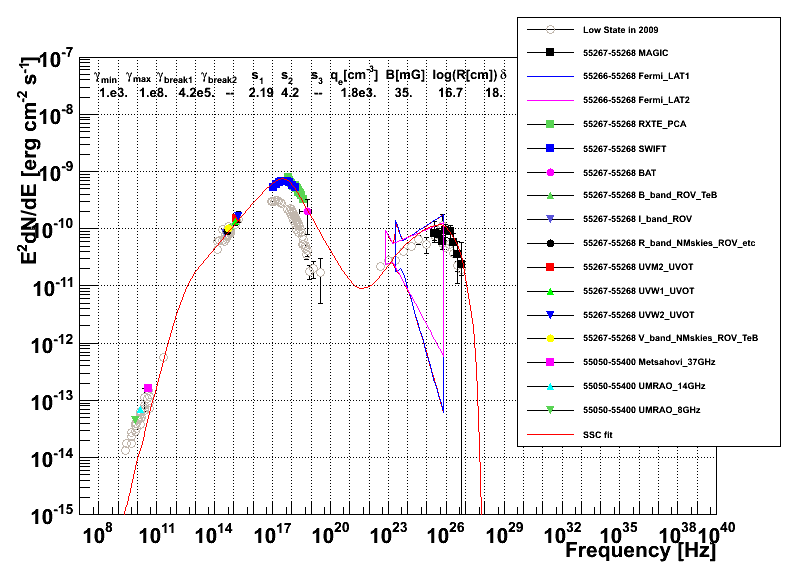 Low State in 2009
55267-55268 MAGIC
55266-55268 Fermi_LAT1
55266-55268 Fermi_LAT2
55267-55268 RXTE_PCA
55267-55268 SWIFT
55267-55268 BAT
55267-55268 B_band_ROV_TeB
55267-55268 I_band_ROV
55267-55268 R_band_NMskies_ROV_etc
55267-55268 UVM2_UVOT
55267-55268 UVW1_UVOT
55267-55268 UVW2_UVOT
55267-55268 V_band_NMskies_ROV_TeB
55050-55400 Metsahovi_37GHz
55050-55400 UMRAO_14GHz
55050-55400 UMRAO_8GHz
SSC fit
γmin γmax γbreak1 γbreak2 s1 s2 s3 qe[cm-3] B[mG] log(R[cm]) δ
1.e3. 1.e8. 4.2e5. -- 2.19 4.2 -- 1.8e3. 35. 16.7 18.
E2dN/dE [erg cm-2 s-1]
10-7
10-8
10-9
10-10
10-11
10-12
10-13
10-14
10-15
108 1011 1014 1017 1020 1023 1026 1029 1032 1035 1038 1040
Frequency [Hz]